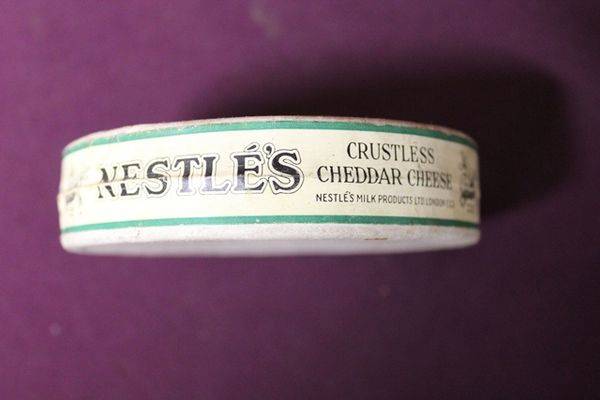 NESTLÉ'S
CRUSTLESS
CHEDDAR CHEESE
NESTLÉ'S MILK PRODUCTS LTD LONDON